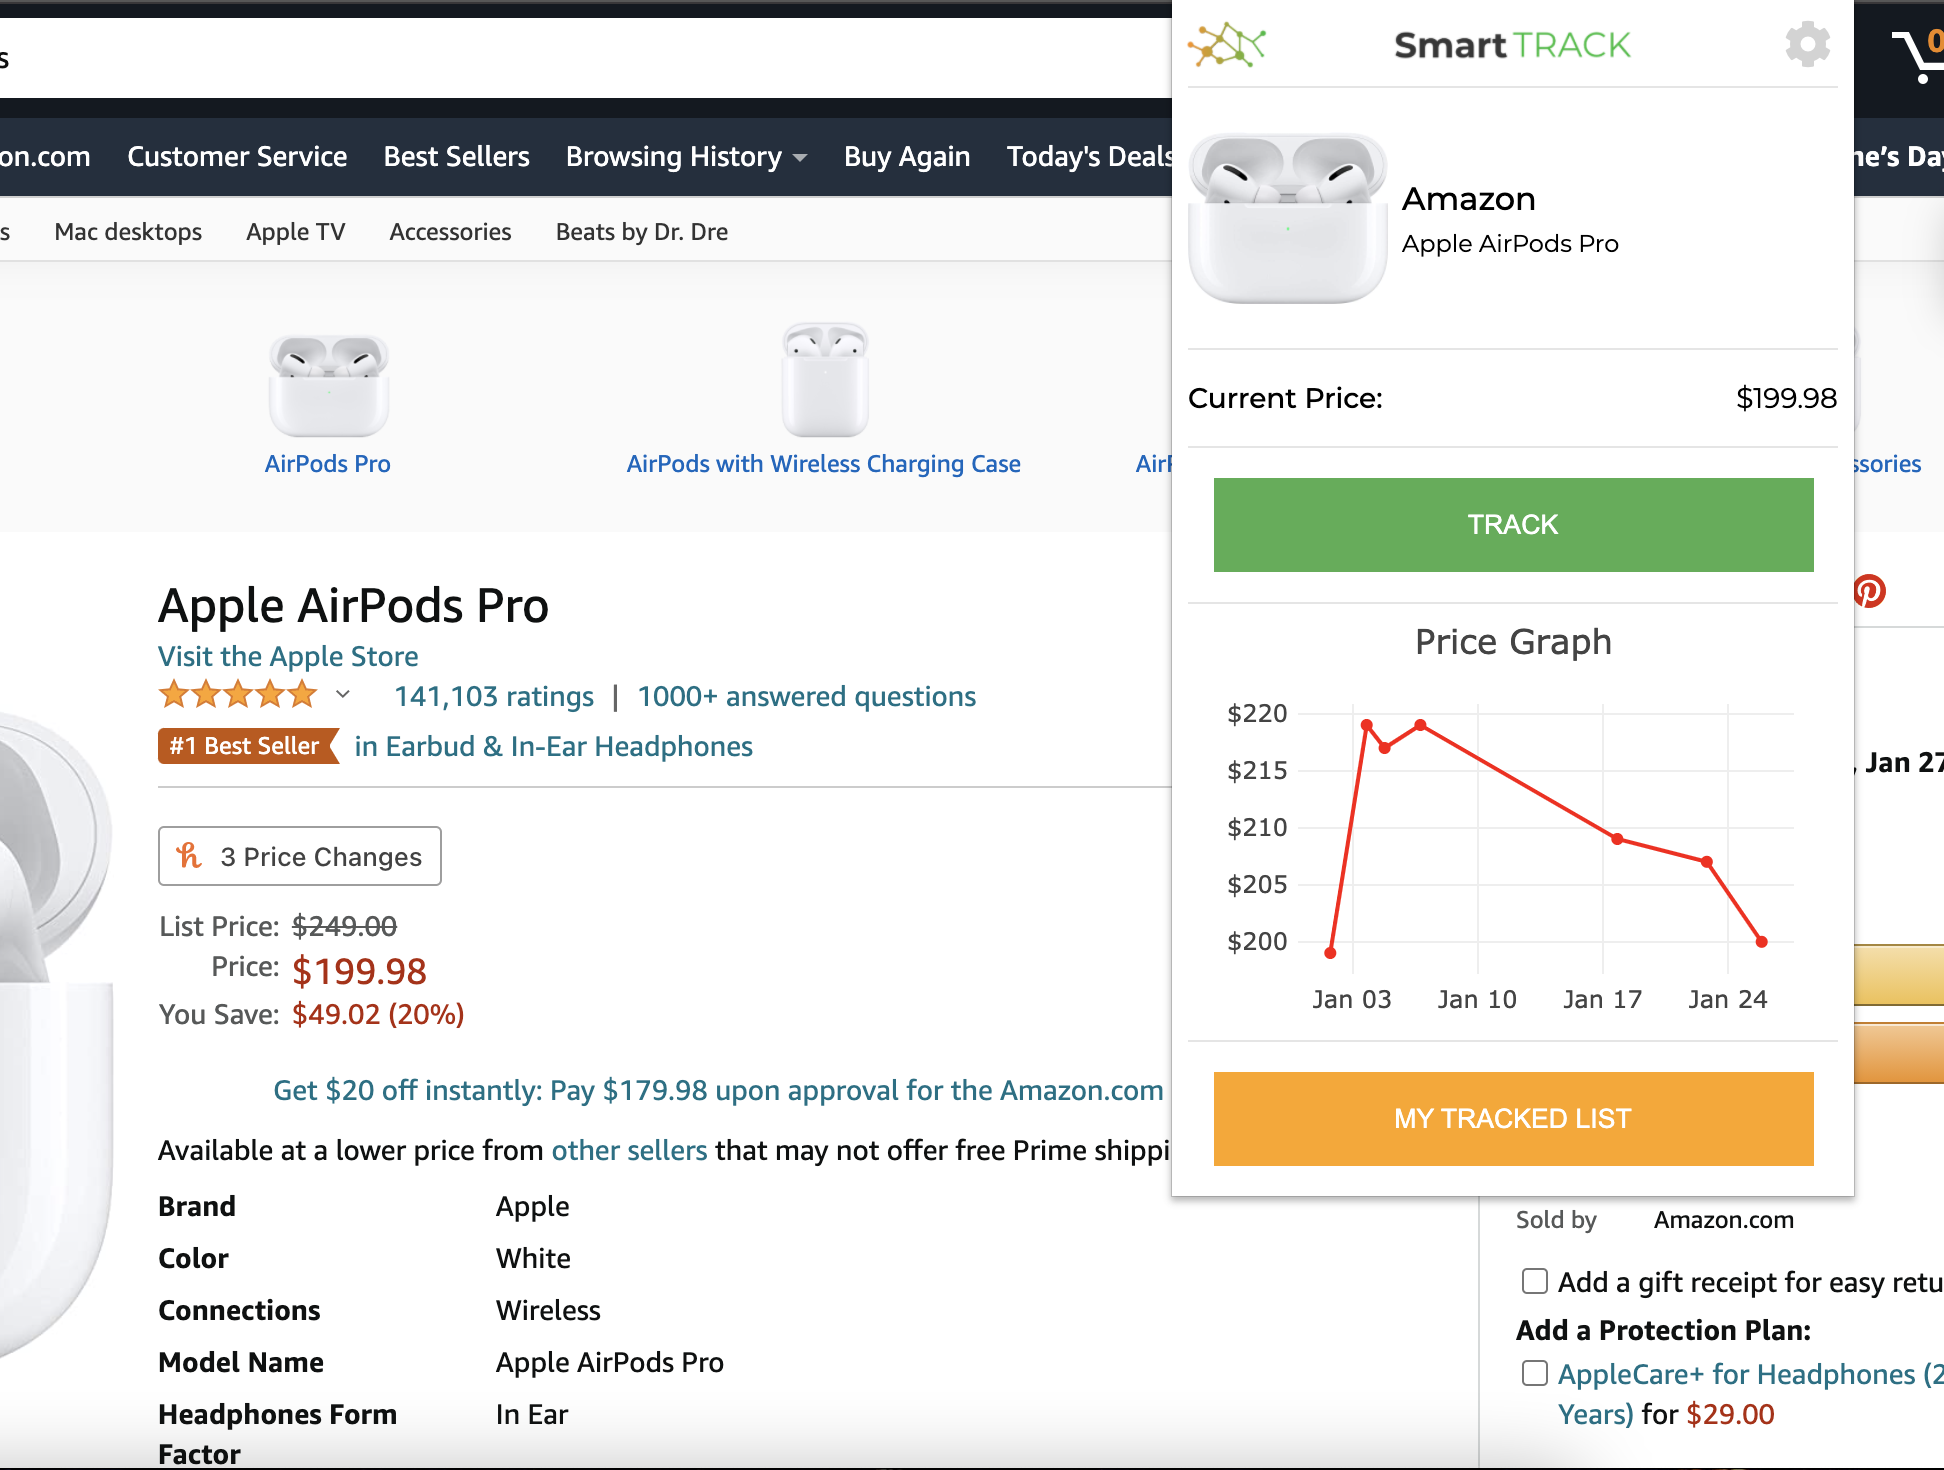 s
on.com Customer Service Best Sellers Browsing History Buy Again Today's Deals
s Mac desktops Apple TV Accessories Beats by Dr. Dre
AirPods Pro
AirPods with Wireless Charging Case
AirP
Apple AirPods Pro
Visit the Apple Store
141,103 ratings | 1000+ answered questions
#1 Best Seller in Earbud & In-Ear Headphones
3 Price Changes
List Price: $249.00
Price: $199.98
You Save: $49.02 (20%)
Get $20 off instantly: Pay $179.98 upon approval for the Amazon.com
Available at a lower price from other sellers that may not offer free Prime shippi
Brand Apple
Color White
Connections Wireless
Model Name Apple AirPods Pro
Headphones Form Factor In Ear
Smart TRACK
Amazon
Apple AirPods Pro
Current Price: $199.98
TRACK
Price Graph
$220
$215
$210
$205
$200
Jan 03 Jan 10 Jan 17 Jan 24
MY TRACKED LIST
0
ne's Day
ssories
, Jan 27
Sold by Amazon.com
Add a gift receipt for easy retu
Add a Protection Plan:
AppleCare+ for Headphones (2
Years) for $29.00